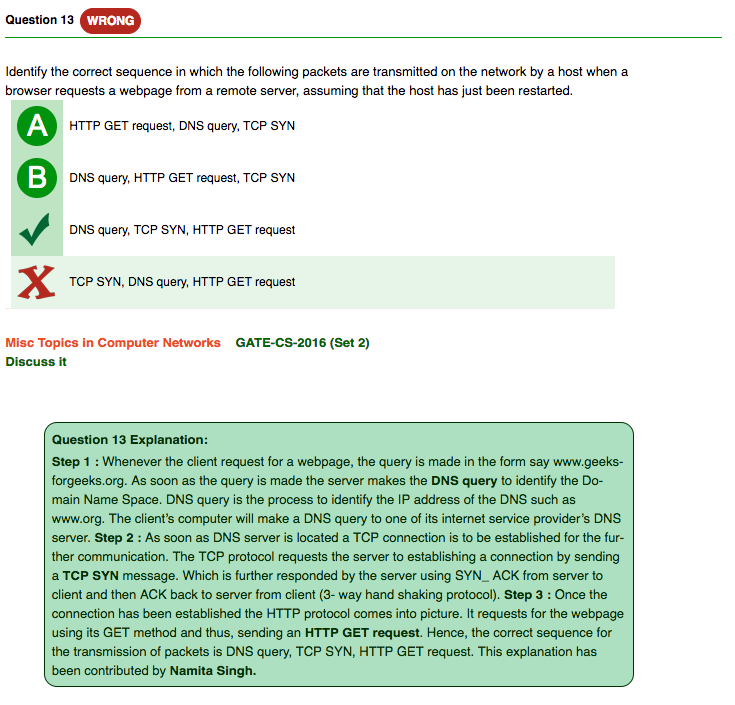 Question 13 WRONG
Identify the correct sequence in which the following packets are transmitted on the network by a host when a
browser requests a webpage from a remote server, assuming that the host has just been restarted.
A HTTP GET request, DNS query, TCP SYN
B DNS query, HTTP GET request, TCP SYN
DNS query, TCP SYN, HTTP GET request
X TCP SYN, DNS query, HTTP GET request
Misc Topics in Computer Networks GATE-CS-2016 (Set 2)
Discuss it
Question 13 Explanation:
Step 1 : Whenever the client request for a webpage, the query is made in the form say www.geeks-
forgeeks.org. As soon as the query is made the server makes the DNS query to identify the Do-
main Name Space. DNS query is the process to identify the IP address of the DNS such as
www.org. The client's computer will make a DNS query to one of its internet service provider's DNS
server. Step 2 : As soon as DNS server is located a TCP connection is to be established for the fur-
ther communication. The TCP protocol requests the server to establishing a connection by sending
a TCP SYN message. Which is further responded by the server using SYN_ ACK from server to
client and then ACK back to server from client (3- way hand shaking protocol). Step 3 : Once the
connection has been established the HTTP protocol comes into picture. It requests for the webpage
using its GET method and thus, sending an HTTP GET request. Hence, the correct sequence for
the transmission of packets is DNS query, TCP SYN, HTTP GET request. This explanation has
been contributed by Namita Singh.